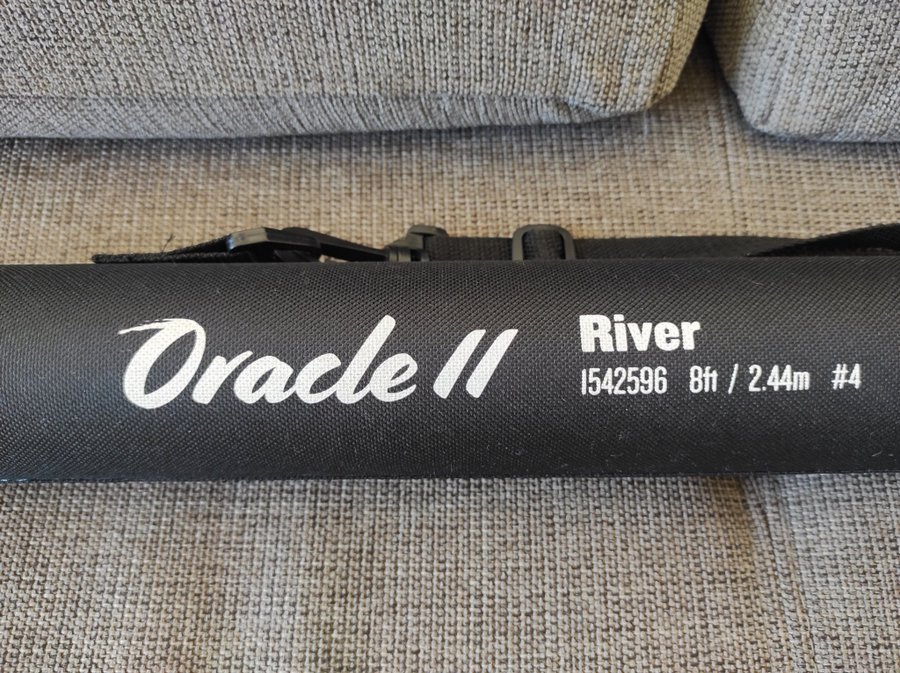 Oracle II
River
1542596 8ft / 2.44m #4